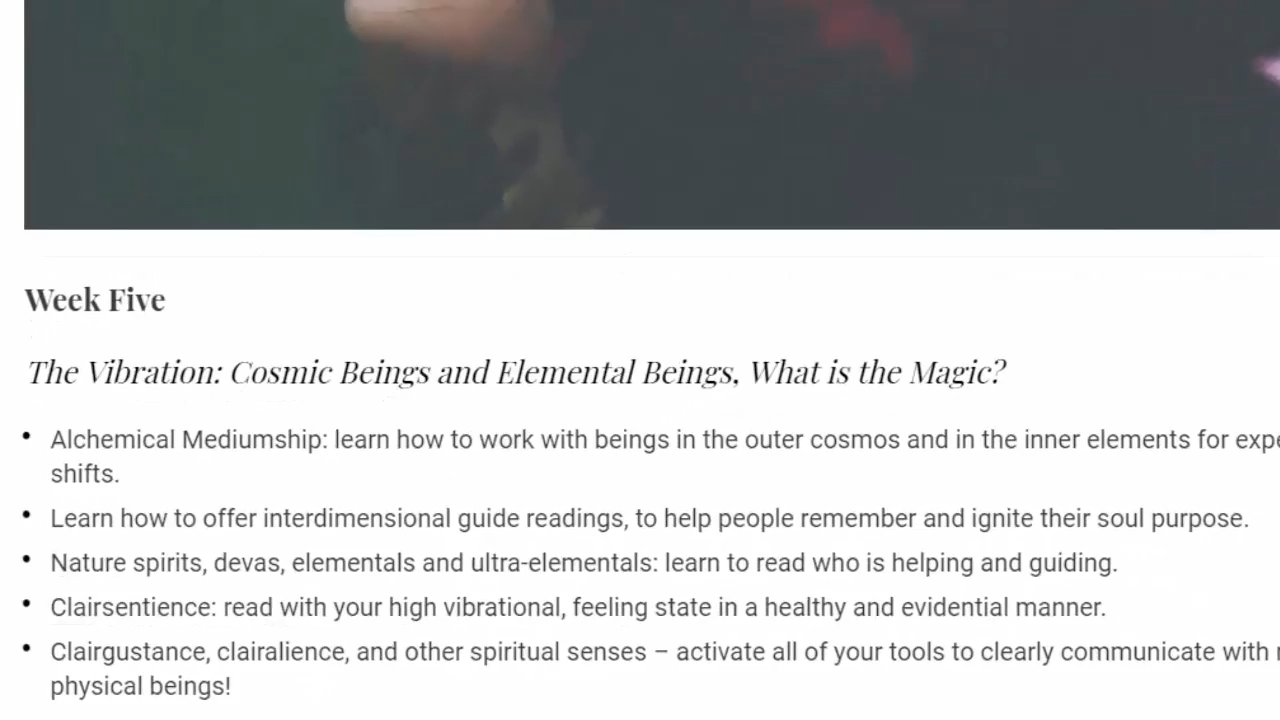 Week Five
The Vibration: Cosmic Beings and Elemental Beings, What is the Magic?
• Alchemical Mediumship: learn how to work with beings in the outer cosmos and in the inner elements for
shifts.
• Learn how to offer interdimensional guide readings, to help people remember and ignite their soul purpose.
• Nature spirits, devas, elementals and ultra-elementals: learn to read who is helping and guiding.
• Clairsentience: read with your high vibrational, feeling state in a healthy and evidential manner.
• Clairgustance, clairalience, and other spiritual senses – activate all of your tools to clearly communicate with
physical beings!